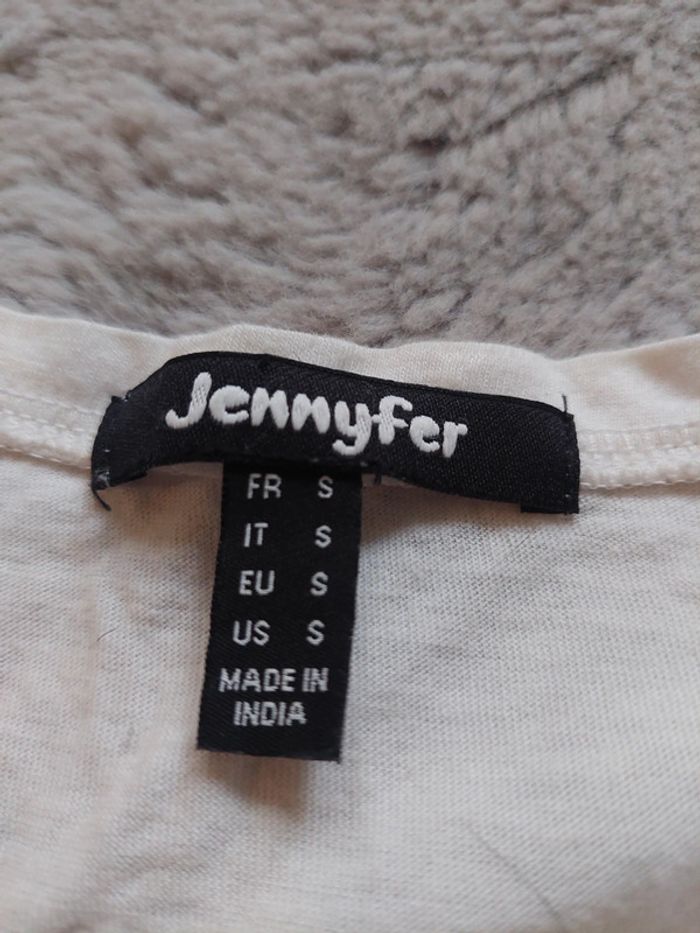 Jennyfer
FR S
IT S
EU S
US S
MADE IN
INDIA